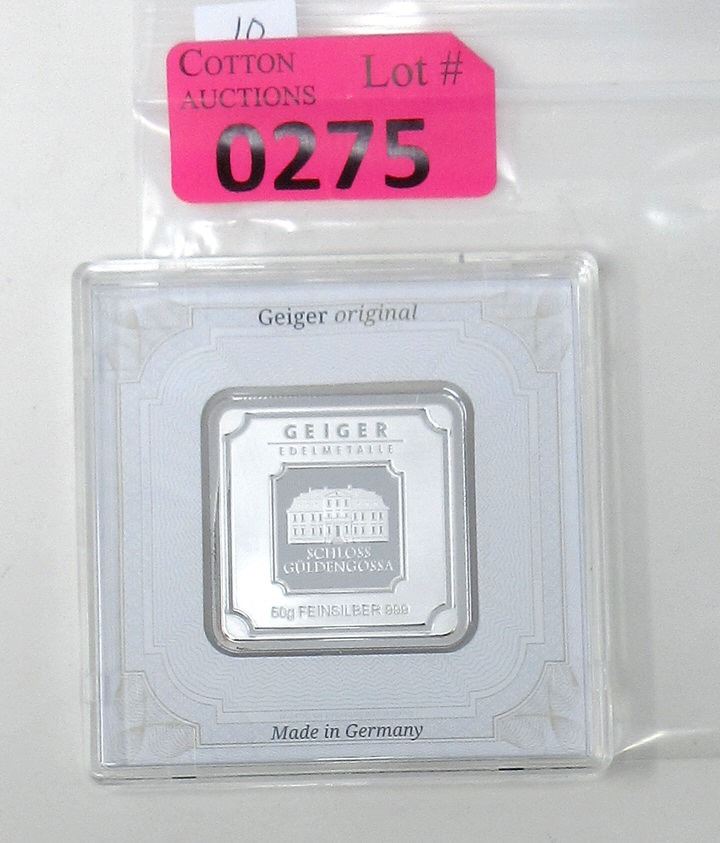 10
COTTON
AUCTIONS
Lot #
0275
Geiger original
GEIGER
EDELMETALLE
SCHLOSS
GÜLDENGOSSA
50g FEINSILBER 999
Made in Germany